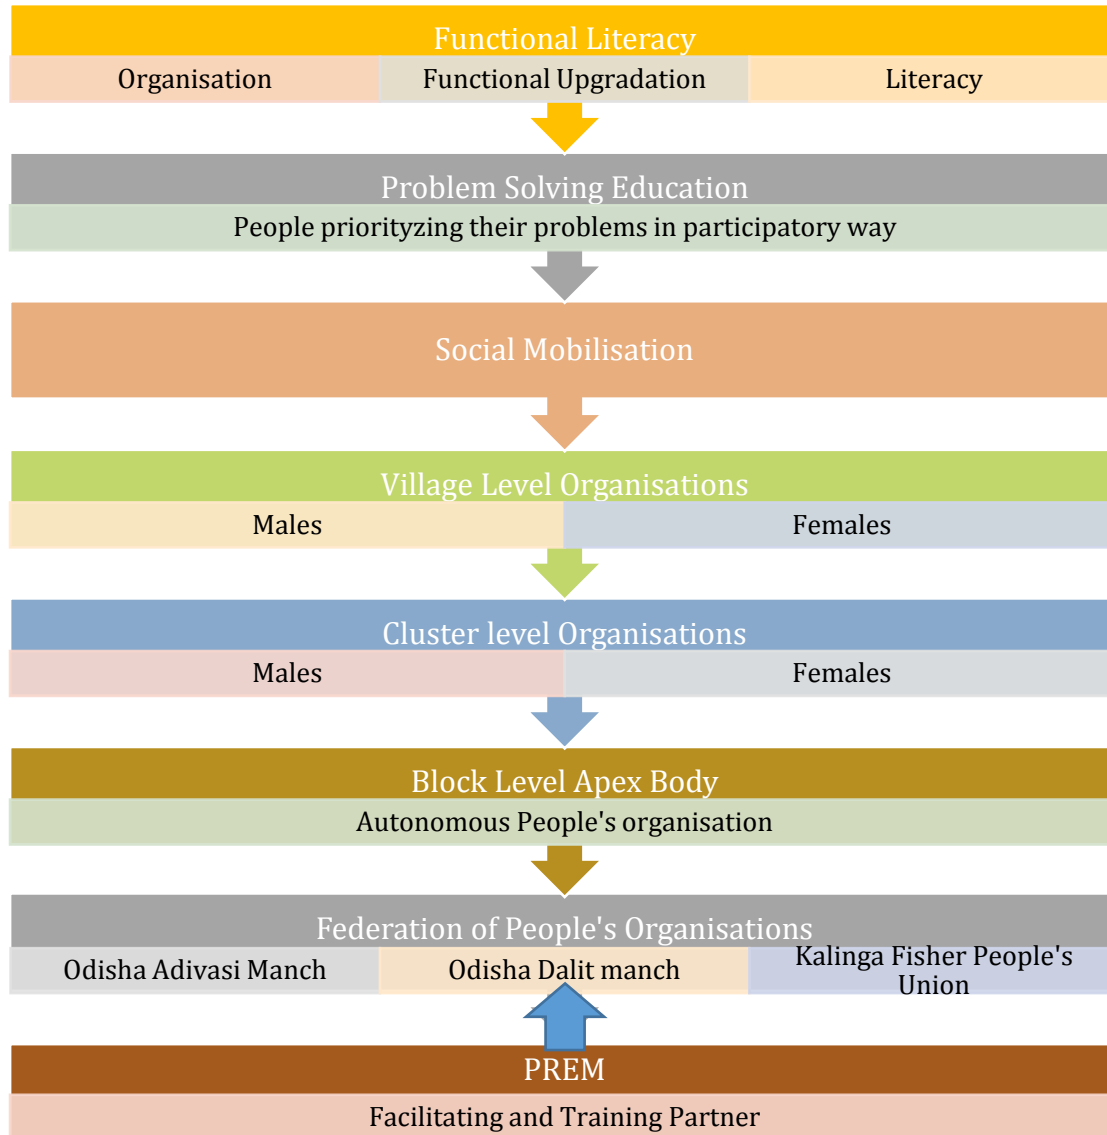 Functional Literacy
Organisation
Functional Upgradation
Literacy
Problem Solving Education
People priorityzing their problems in participatory way
Social Mobilisation
Village Level Organisations
Males
Females
Cluster level Organisations
Males
Females
Block Level Apex Body
Autonomous People's organisation
Federation of People's Organisations
Odisha Adivasi Manch
Odisha Dalit manch
Kalinga Fisher People's
Union
PREM
Facilitating and Training Partner